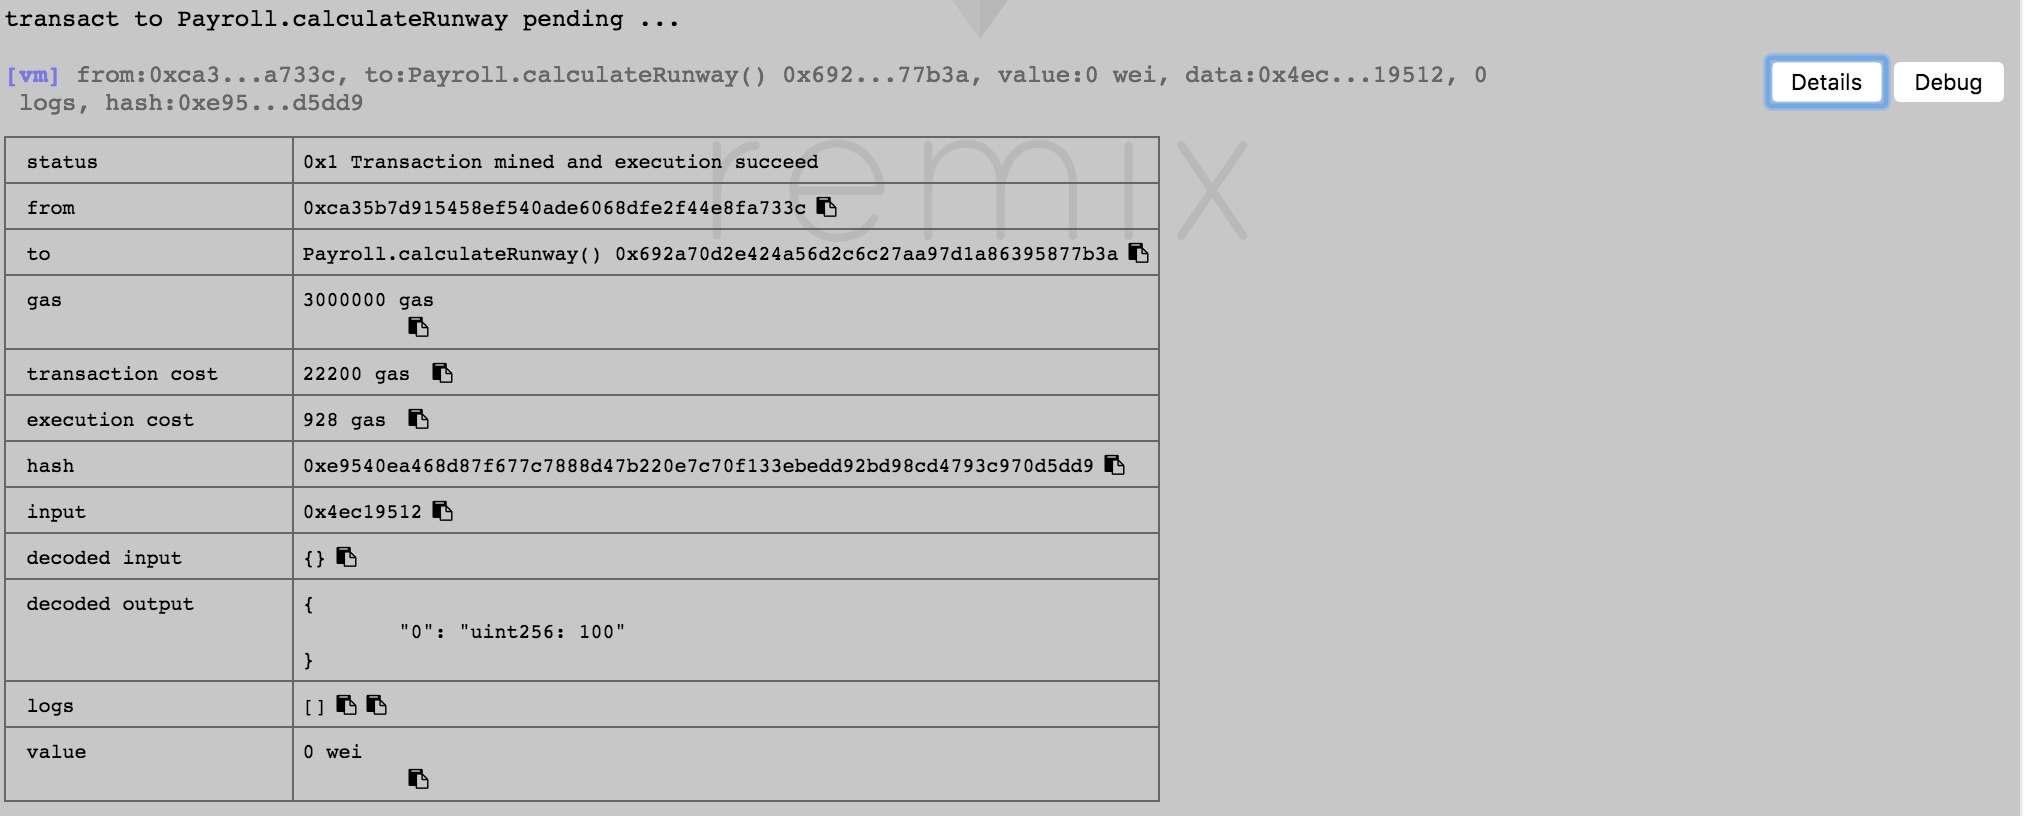 transact to Payroll.calculateRunway pending ...
[vm] from:0xca3...a733c, to:Payroll.calculateRunway() 0x692...77b3a, value:0 wei, data:0x4ec...19512, 0
logs, hash:0xe95...d5dd9
Details
Debug
remix
status 0x1 Transaction mined and execution succeed
from 0xca35b7d915458ef540ade6068dfe2f44e8fa733c
to Payroll.calculateRunway() 0x692a70d2e424a56d2c6c27aa97d1a86395877b3a
gas 3000000 gas
transaction cost 22200 gas
execution cost 928 gas
hash 0xe9540ea468d87f677c7888d47b220e7c70f133ebedd92bd98cd4793c970d5dd9
input 0x4ec19512
decoded input {}
decoded output {
"0": "uint256: 100"
}
logs []
value 0 wei